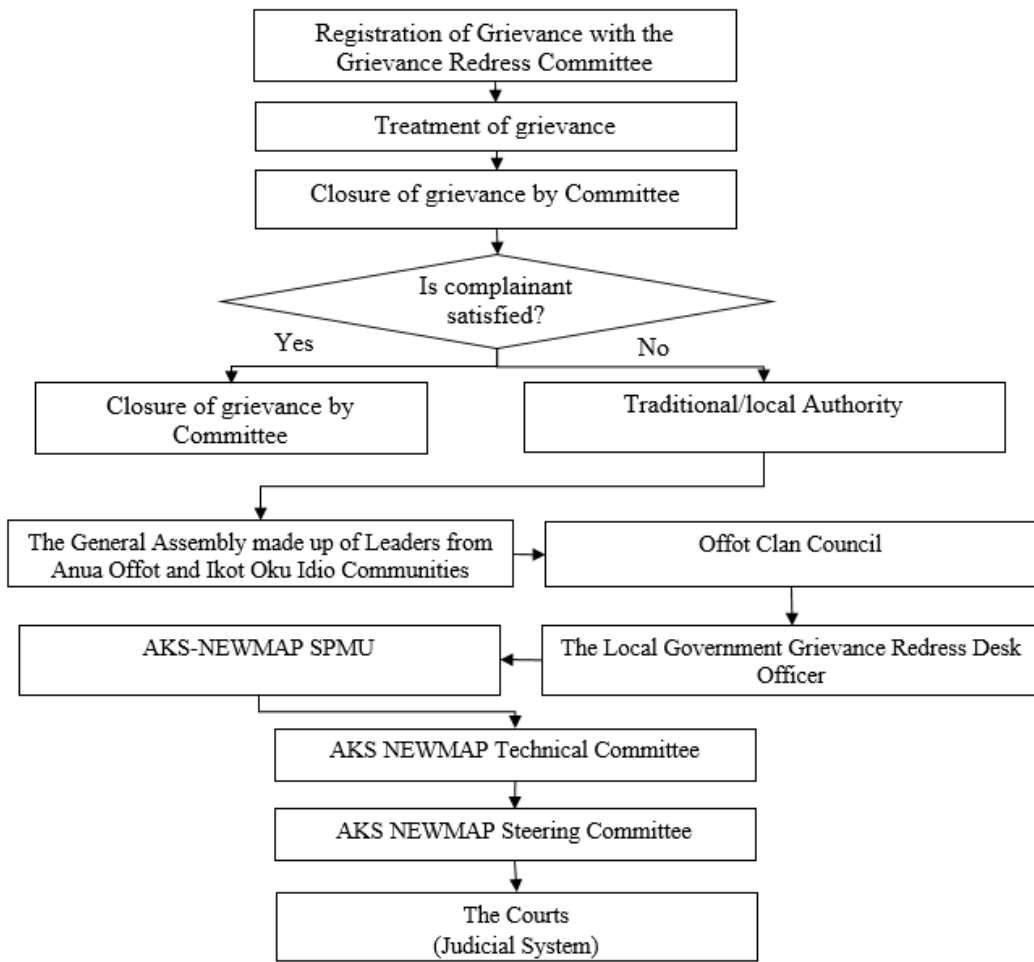 Registration of Grievance with the
Grievance Redress Committee
Treatment of grievance
Closure of grievance by Committee
Is complainant
satisfied?
Yes
No
Closure of grievance by
Committee
Traditional/local Authority
The General Assembly made up of Leaders from
Anua Offot and Ikot Oku Idio Communities
Offot Clan Council
AKS-NEWMAP SPMU
The Local Government Grievance Redress Desk
Officer
AKS NEWMAP Technical Committee
AKS NEWMAP Steering Committee
The Courts
(Judicial System)